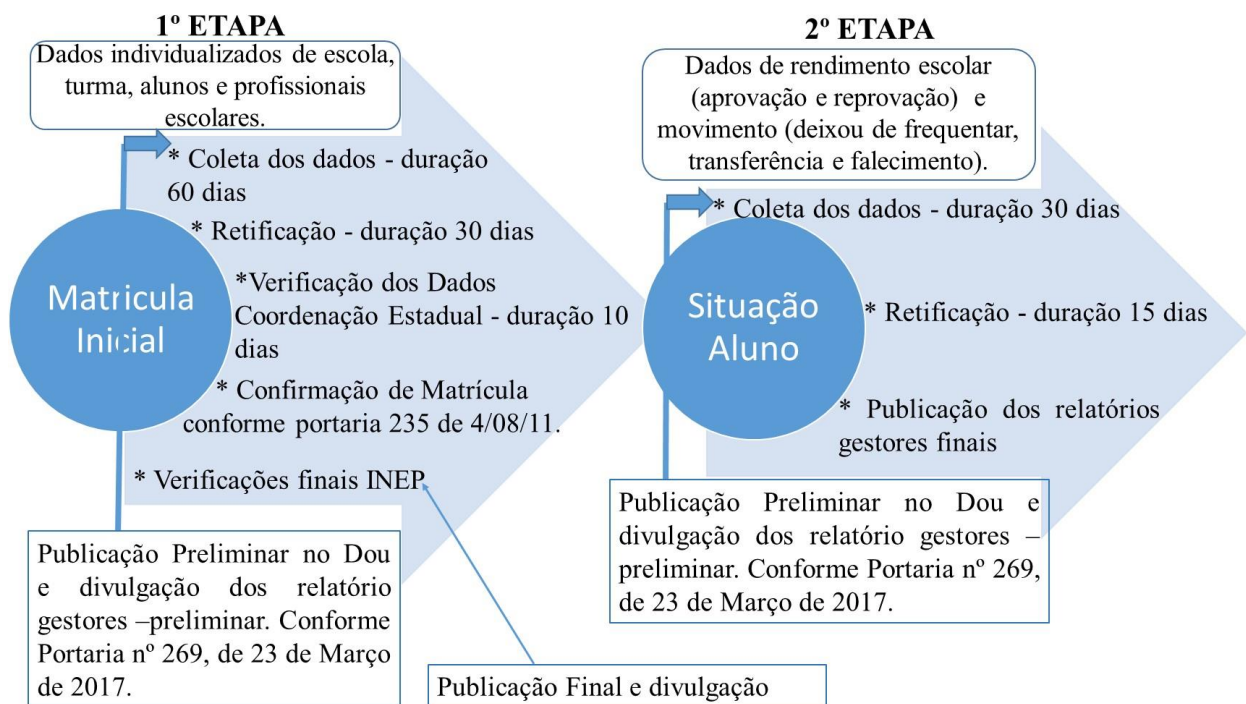 1º ETAPA
Dados individualizados de escola,
turma, alunos e profissionais
escolares.
* Coleta dos dados - duração
60 dias
* Retificação - duração 30 dias
*Verificação dos Dados
Coordenação Estadual - duração 10
dias
* Confirmação de Matrícula
conforme portaria 235 de 4/08/11.
* Verificações finais INEP
Matricula
Inicial
Publicação Preliminar no Dou
e divulgação dos relatório
gestores –preliminar. Conforme
Portaria nº 269, de 23 de Março
de 2017.
Publicação Final e divulgação
2º ETAPA
Dados de rendimento escolar
(aprovação e reprovação) e
movimento (deixou de frequentar,
transferência e falecimento).
* Coleta dos dados - duração 30 dias
* Retificação - duração 15 dias
* Publicação dos relatórios
gestores finais
Situação
Aluno
Publicação Preliminar no Dou e
divulgação dos relatório gestores –
preliminar. Conforme Portaria nº 269,
de 23 de Março de 2017.